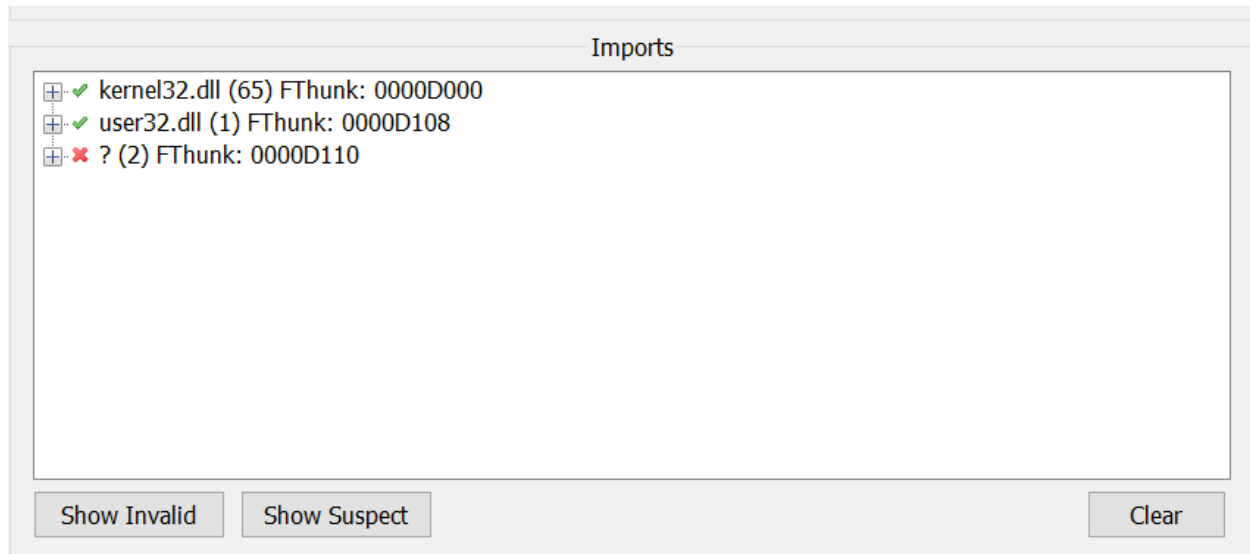 Imports
kernel32.dll (65) FThunk: 0000D000
user32.dll (1) FThunk: 0000D108
? (2) FThunk: 0000D110
Show Invalid Show Suspect Clear